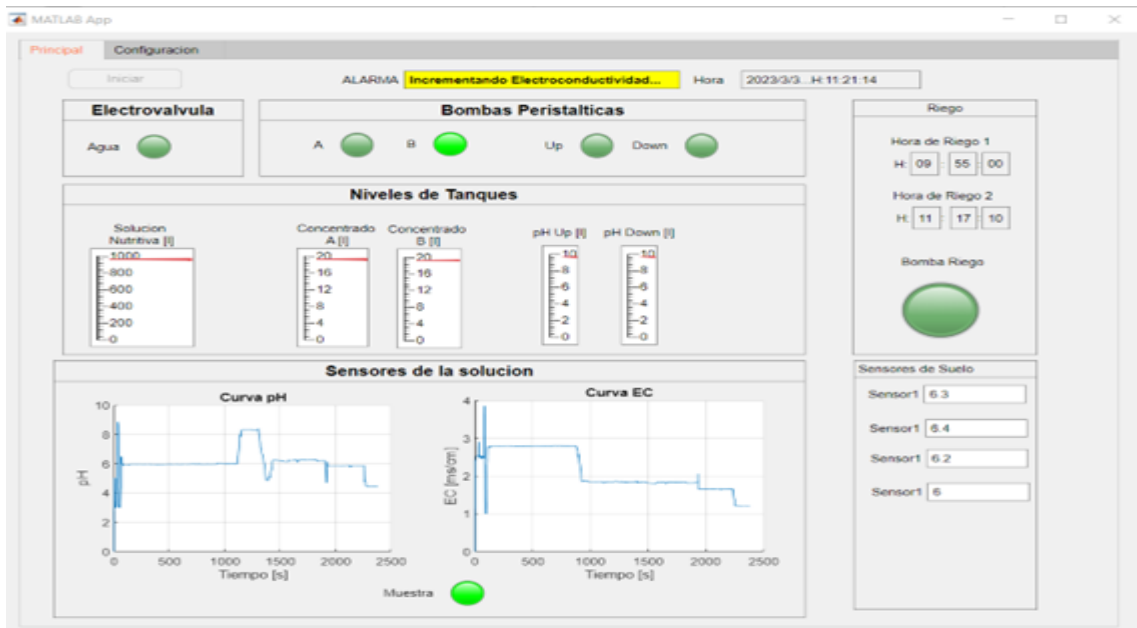 MATLAB App
Principal Configuracion
Iniciar ALARMA Incrementando Electroconductividad... Hora 2023/3/3...H:11:21:14
Electrovalvula
Agua
Bombas Peristalticas
A B Up Down
Niveles de Tanques
Solucion
Nutritiva [l]
1000
800
600
400
200
0
Concentrado
A [l]
20
16
12
8
4
0
Concentrado
B [l]
20
16
12
8
4
0
pH Up [l]
10
8
6
4
2
0
pH Down [l]
10
8
6
4
2
0
Riego
Hora de Riego 1
H: 09 : 55 : 00
Hora de Riego 2
H: 11 : 17 : 10
Bomba Riego
Sensores de la solucion
Curva pH
pH
10
8
6
4
2
0
0 500 1000 1500 2000 2500
Tiempo [s]
Curva EC
EC [ms/cm]
4
3
2
1
0
0 500 1000 1500 2000 2500
Tiempo [s]
Muestra
Sensores de Suelo
Sensor1 6.3
Sensor1 6.4
Sensor1 6.2
Sensor1 6